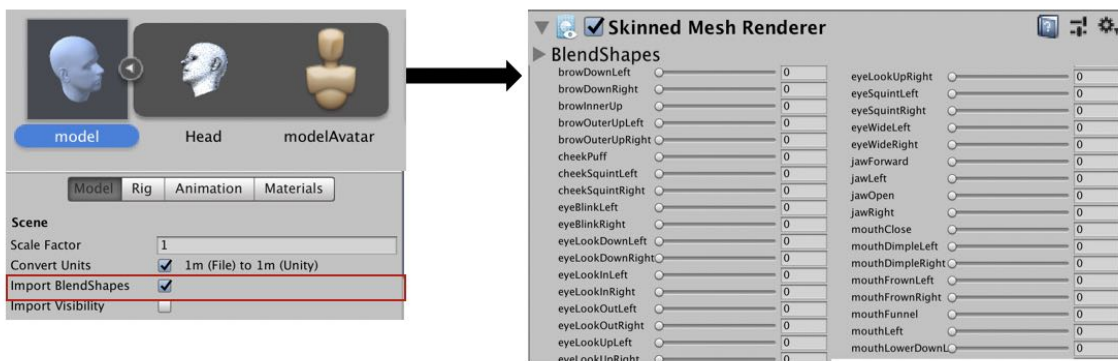 model
Head
modelAvatar
Model Rig Animation Materials
Scene
Scale Factor 1
Convert Units 1m (File) to 1m (Unity)
Import BlendShapes
Import Visibility
Skinned Mesh Renderer
BlendShapes
browDownLeft 0
browDownRight 0
browInnerUp 0
browOuterUpLeft 0
browOuterUpRight 0
cheekPuff 0
cheekSquintLeft 0
cheekSquintRight 0
eyeBlinkLeft 0
eyeBlinkRight 0
eyeLookDownLeft 0
eyeLookDownRight 0
eyeLookInLeft 0
eyeLookInRight 0
eyeLookOutLeft 0
eyeLookOutRight 0
eyeLookUpLeft 0
eyeLookUpRight 0
eyeLookUpRight 0
eyeSquintLeft 0
eyeSquintRight 0
eyeWideLeft 0
eyeWideRight 0
jawForward 0
jawLeft 0
jawOpen 0
jawRight 0
mouthClose 0
mouthDimpleLeft 0
mouthDimpleRight 0
mouthFrownLeft 0
mouthFrownRight 0
mouthFunnel 0
mouthLeft 0
mouthLowerDownL 0